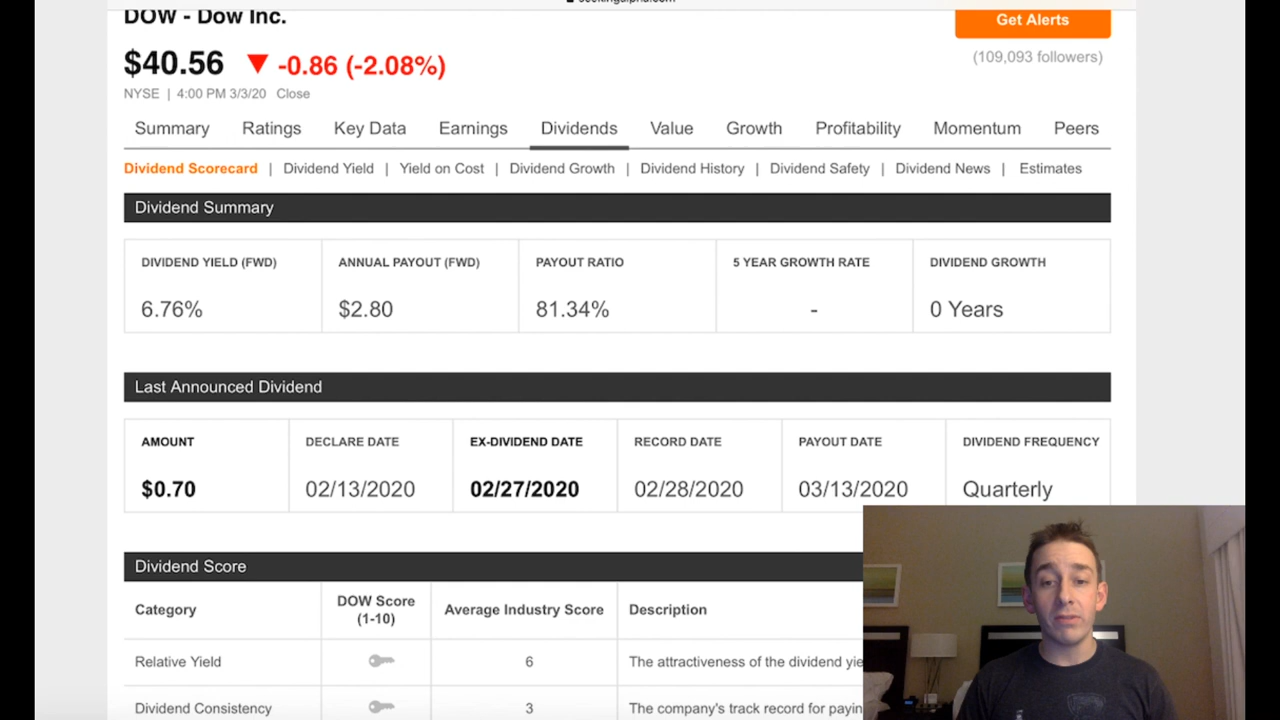 seekingalpha.com
DOW - Dow Inc.
Get Alerts
$40.56 ▼ -0.86 (-2.08%)
(109,093 followers)
NYSE | 4:00 PM 3/3/20 Close
Summary Ratings Key Data Earnings Dividends Value Growth Profitability Momentum Peers
Dividend Scorecard | Dividend Yield | Yield on Cost | Dividend Growth | Dividend History | Dividend Safety | Dividend News | Estimates
Dividend Summary
DIVIDEND YIELD (FWD) ANNUAL PAYOUT (FWD) PAYOUT RATIO 5 YEAR GROWTH RATE DIVIDEND GROWTH
6.76% $2.80 81.34% - 0 Years
Last Announced Dividend
AMOUNT DECLARE DATE EX-DIVIDEND DATE RECORD DATE PAYOUT DATE DIVIDEND FREQUENCY
$0.70 02/13/2020 02/27/2020 02/28/2020 03/13/2020 Quarterly
Dividend Score
Category DOW Score Average Industry Score Description
(1-10)
Relative Yield 6 The attractiveness of the dividend yie
Dividend Consistency 3 The company's track record for payin